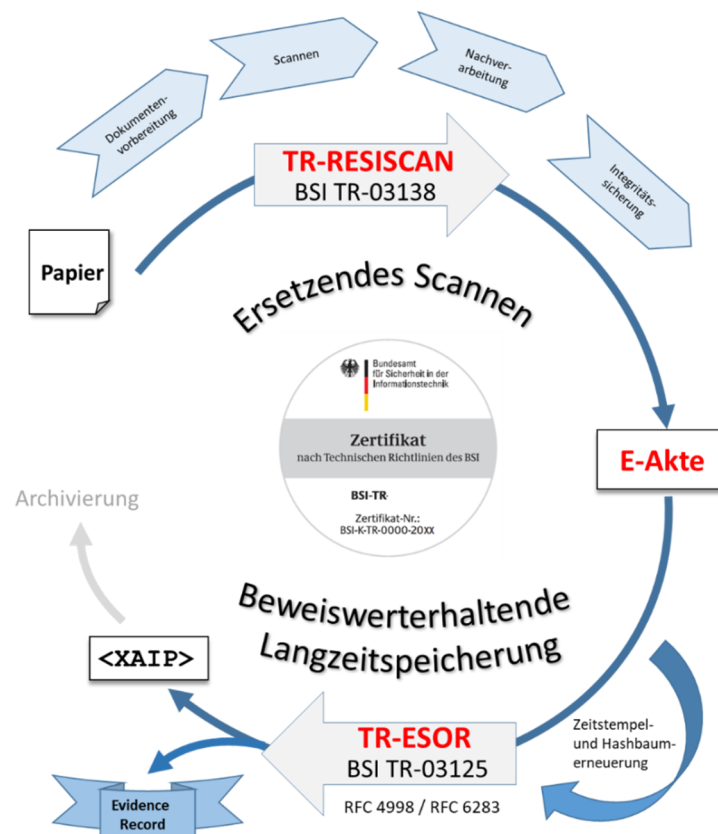 Scannen
Nachver-
arbeitung
Dokumenten-
vorbereitung
Integritäts-
sicherung
TR-RESISCAN
BSI TR-03138
Papier
Ersetzendes Scannen
Bundesamt
für Sicherheit in der
Informationstechnik
Zertifikat
nach Technischen Richtlinien des BSI
BSI-TR-
Zertifikat-Nr.:
BSI-K-TR-0000-20XX
E-Akte
Archivierung
Beweiswerterhaltende
Langzeitspeicherung
<XAIP>
TR-ESOR
BSI TR-03125
RFC 4998 / RFC 6283
Zeitstempel-
und Hashbaum-
erneuerung
Evidence
Record